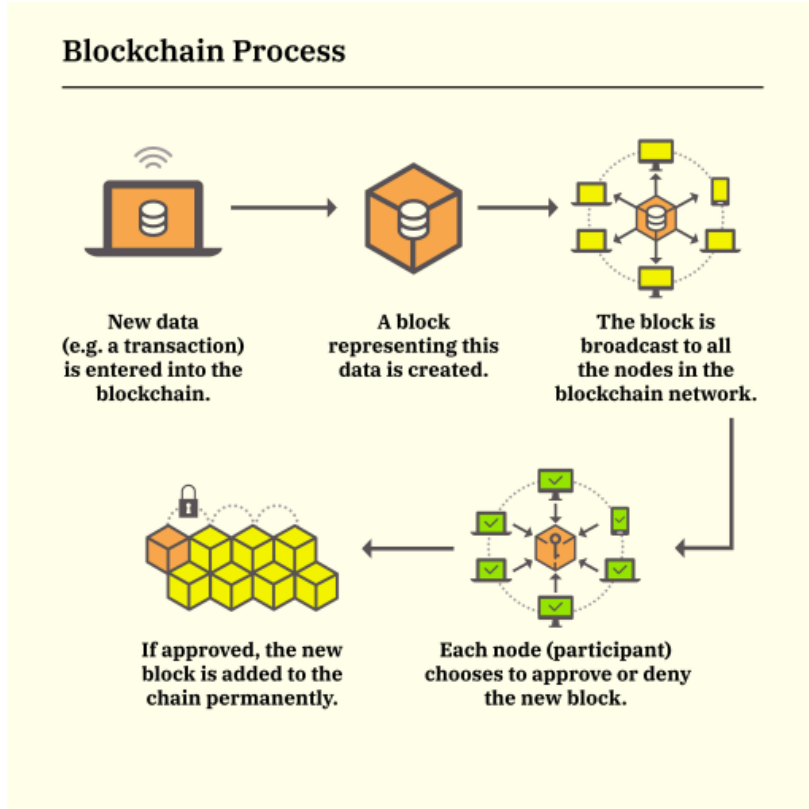 Blockchain Process
New data
(e.g. a transaction)
is entered into the
blockchain.
A block
representing this
data is created.
The block is
broadcast to all
the nodes in the
blockchain network.
If approved, the new
block is added to the
chain permanently.
Each node (participant)
chooses to approve or deny
the new block.